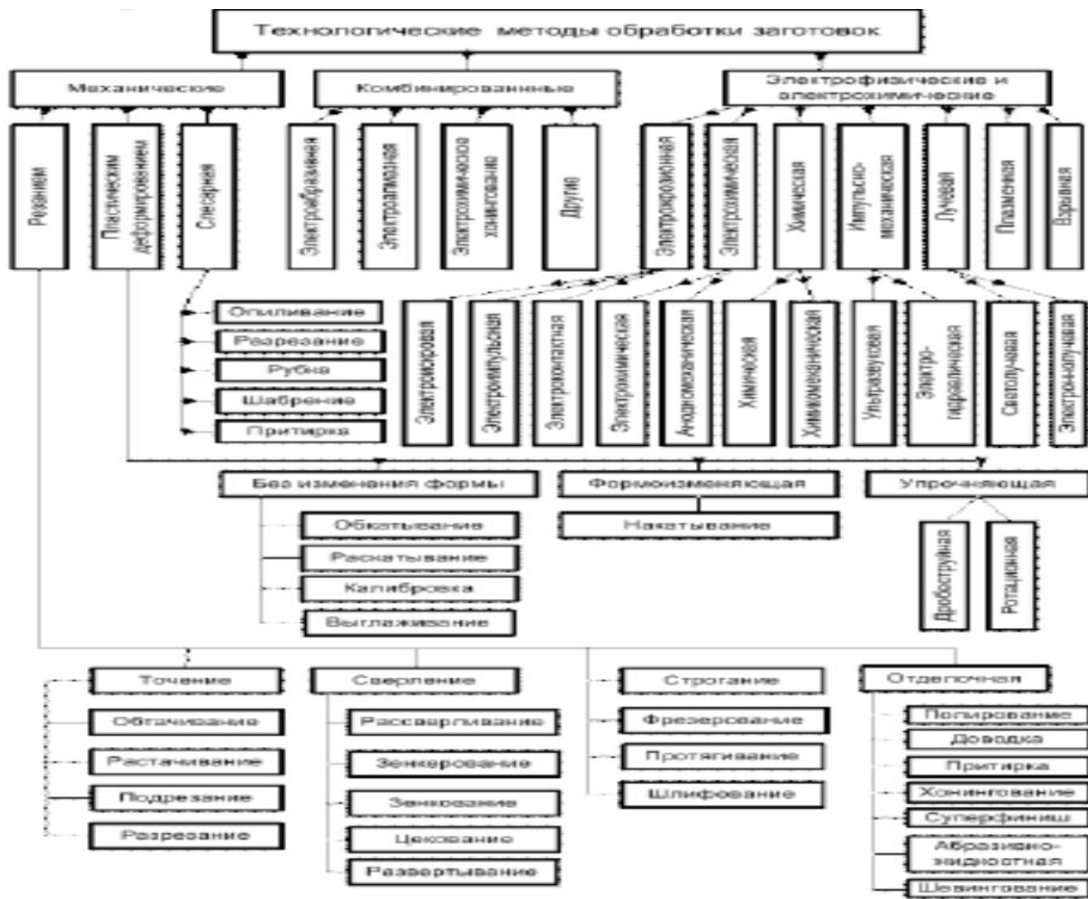 Технологические методы обработки заготовок
Механические
Комбинированнные
Электрофизические и
электрохимические
Резанием
Пластическим
деформированием
Слесарная
Электроабразивная
Электроалмазная
Электрохимическое
хонингование
Другие
Электроэрозионная
Электрохимическая
Химическая
Импульсно-
механическая
Лучевая
Плазменная
Взрывная
Опиливание
Разрезание
Рубка
Шабрение
Притирка
Электроискровая
Электроимпульсная
Электроконтактная
Электрохимическая
Анодномеханическая
Химическая
Химикомеханическая
Ультразвуковая
Электро-
гидравлическая
Светолучевая
Электроннолучевая
Без изменения формы
Формоизменяющая
Упрочняющая
Обкатывание
Раскатывание
Калибровка
Выглаживание
Накатывание
Дробеструйная
Ротационная
Точение
Обтачивание
Растачивание
Подрезание
Разрезание
Сверление
Рассверливание
Зенкерование
Зенкование
Цекование
Развертывание
Строгание
Фрезерование
Протягивание
Шлифование
Отделочная
Полирование
Доводка
Притирка
Хонингование
Суперфиниш
Абразивно-
жидностная
Шевингование